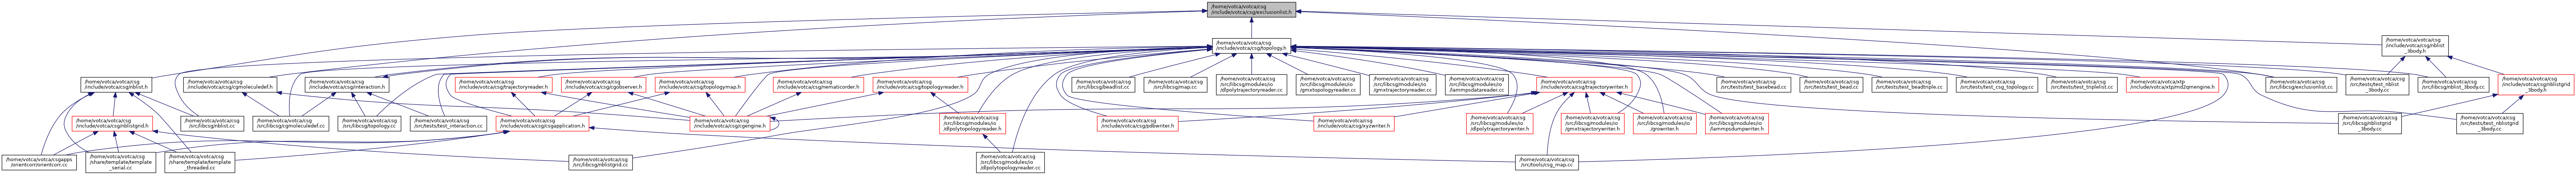 /home/votca/votca/csg
/include/votca/csg/exclusionlist.h
/home/votca/votca/csg
/include/votca/csg/topology.h
/home/votca/votca/csg
/include/votca/csg/nblist
_3body.h
/home/votca/votca/csg
/include/votca/csg/nblist.h
/home/votca/votca/csg
/include/votca/csg/cgmoleculedef.h
/home/votca/votca/csg
/include/votca/csg/interaction.h
/home/votca/votca/csg
/include/votca/csg/trajectoryreader.h
/home/votca/votca/csg
/include/votca/csg/cgobserver.h
/home/votca/votca/csg
/include/votca/csg/topologymap.h
/home/votca/votca/csg
/include/votca/csg/nematicorder.h
/home/votca/votca/csg
/include/votca/csg/topologyreader.h
/home/votca/votca/csg
/src/libcsg/beadlist.cc
/home/votca/votca/csg
/src/libcsg/map.cc
/home/votca/votca/csg
/src/libcsg/modules/io
/dlpolytrajectoryreader.cc
/home/votca/votca/csg
/src/libcsg/modules/io
/gmxtopologyreader.cc
/home/votca/votca/csg
/src/libcsg/modules/io
/gmxtrajectoryreader.cc
/home/votca/votca/csg
/src/libcsg/modules/io
/lammpsdatareader.cc
/home/votca/votca/csg
/include/votca/csg/trajectorywriter.h
/home/votca/votca/csg
/src/tests/test_basebead.cc
/home/votca/votca/csg
/src/tests/test_bead.cc
/home/votca/votca/csg
/src/tests/test_beadtriple.cc
/home/votca/votca/csg
/src/tests/test_csg_topology.cc
/home/votca/votca/csg
/src/tests/test_triplelist.cc
/home/votca/votca/xtp
/include/votca/xtp/md2qmengine.h
/home/votca/votca/csg
/src/libcsg/exclusionlist.cc
/home/votca/votca/csg
/src/tests/test_nblist
_3body.cc
/home/votca/votca/csg
/src/libcsg/nblist_3body.cc
/home/votca/votca/csg
/include/votca/csg/nblistgrid
_3body.h
/home/votca/votca/csg
/include/votca/csg/nblistgrid.h
/home/votca/votca/csg
/src/libcsg/nblist.cc
/home/votca/votca/csg
/src/libcsg/cgmoleculedef.cc
/home/votca/votca/csg
/src/libcsg/topology.cc
/home/votca/votca/csg
/src/tests/test_interaction.cc
/home/votca/votca/csg
/include/votca/csg/csgapplication.h
/home/votca/votca/csg
/include/votca/csg/cgengine.h
/home/votca/votca/csg
/src/libcsg/modules/io
/dlpolytopologyreader.h
/home/votca/votca/csg
/include/votca/csg/pdbwriter.h
/home/votca/votca/csg
/include/votca/csg/xyzwriter.h
/home/votca/votca/csg
/src/libcsg/modules/io
/dlpolytrajectorywriter.h
/home/votca/votca/csg
/src/libcsg/modules/io
/gmxtrajectorywriter.h
/home/votca/votca/csg
/src/libcsg/modules/io
/growriter.h
/home/votca/votca/csg
/src/libcsg/modules/io
/lammpsdumpwriter.h
/home/votca/votca/csg
/src/libcsg/nblistgrid
_3body.cc
/home/votca/votca/csg
/src/tests/test_nblistgrid
_3body.cc
/home/votca/votca/csgapps
/orientcorr/orientcorr.cc
/home/votca/votca/csg
/share/template/template
_serial.cc
/home/votca/votca/csg
/share/template/template
_threaded.cc
/home/votca/votca/csg
/src/libcsg/nblistgrid.cc
/home/votca/votca/csg
/src/libcsg/modules/io
/dlpolytopologyreader.cc
/home/votca/votca/csg
/src/tools/csg_map.cc